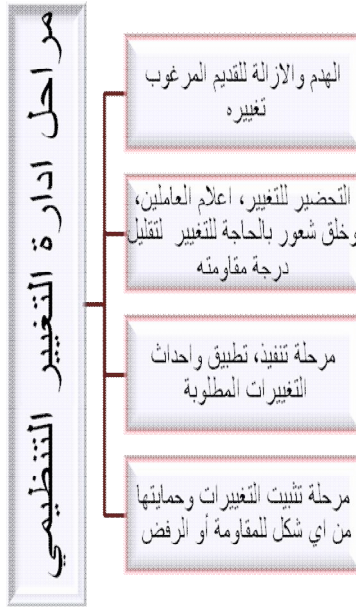 مراحل ادارة التغيير التنظيمي
الهدم والازالة للقديم المرغوب
تغييره
التحضير للتغيير، اعلام العاملين،
وخلق شعور بالحاجة للتغيير لتقليل
درجة مقاومته
مرحلة تنفيذ، تطبيق واحداث
التغييرات المطلوبة
مرحلة تثبيت التغييرات وحمايتها
من اي شكل للمقاومة أو الرفض